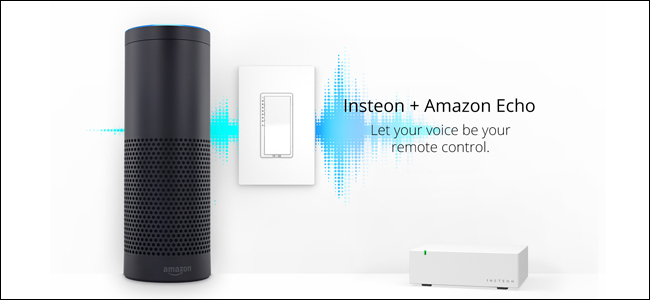 Insteon + Amazon Echo
Let your voice be your
remote control.
amazon
INSTEON